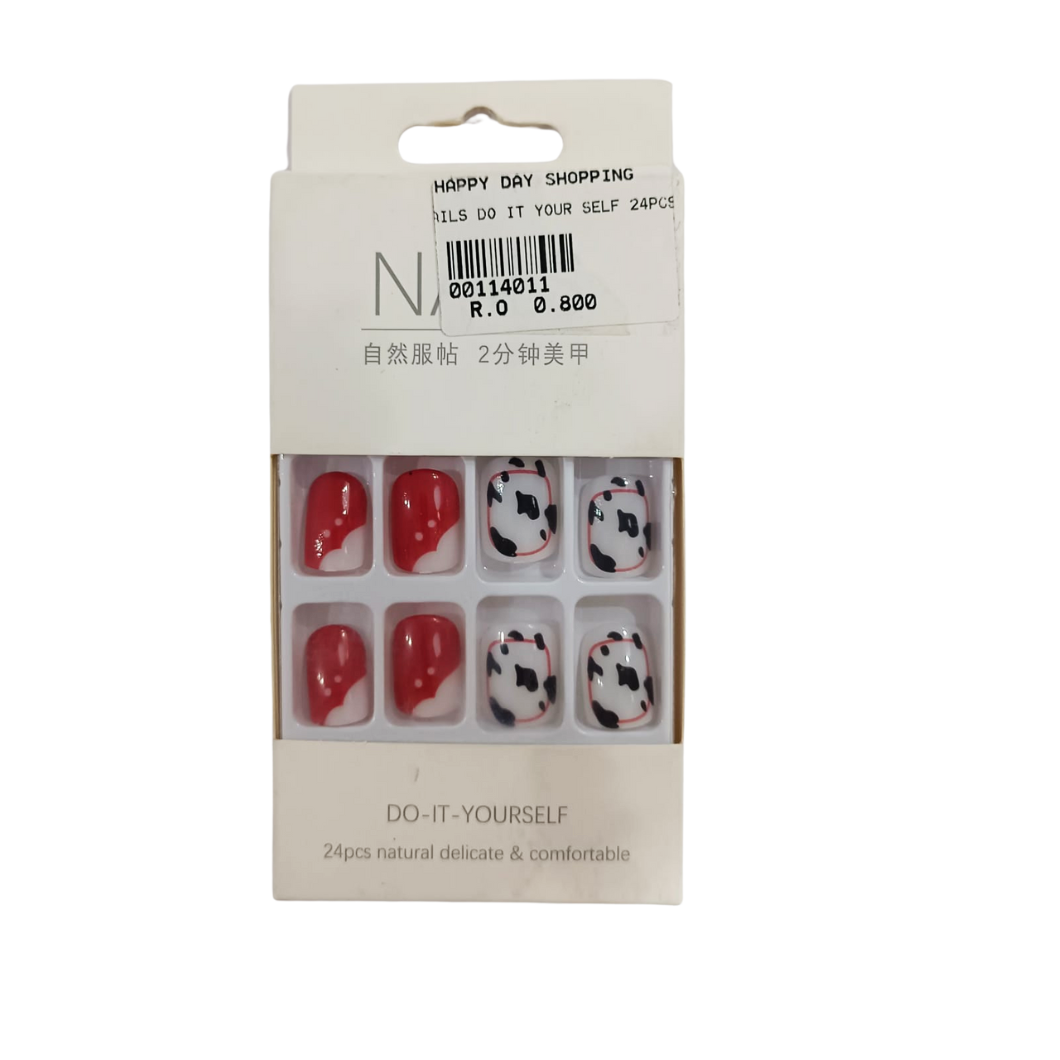 HAPPY DAY SHOPPING
AILS DO IT YOUR SELF 24PCS
00114011
R.O 0.800
NA
自然服帖 2分钟美甲
DO-IT-YOURSELF
24pcs natural delicate & comfortable